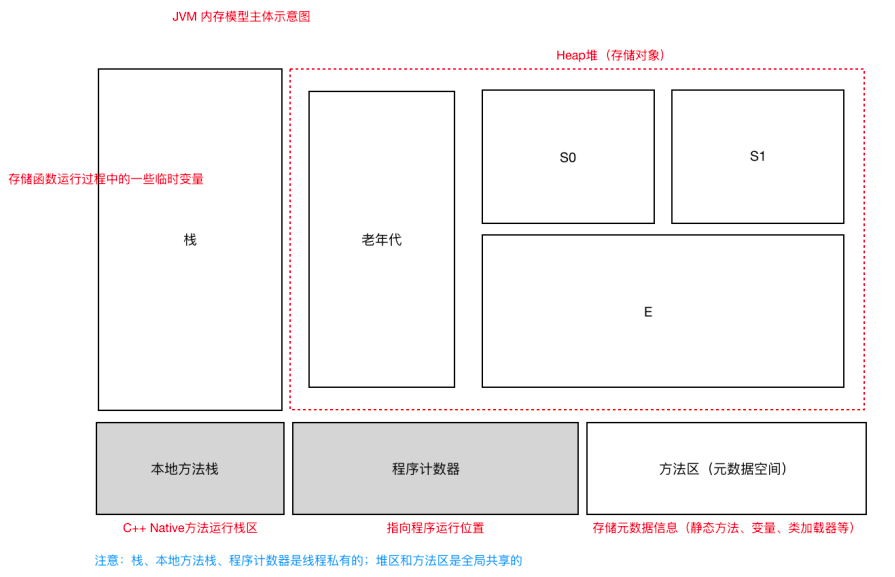 JVM 内存模型主体示意图
Heap堆（存储对象）
S0
S1
存储函数运行过程中的一些临时变量
栈
老年代
E
本地方法栈
程序计数器
方法区（元数据空间）
C++ Native方法运行栈区
指向程序运行位置
存储元数据信息（静态方法、变量、类加载器等）
注意：栈、本地方法栈、程序计数器是线程私有的；堆区和方法区是全局共享的